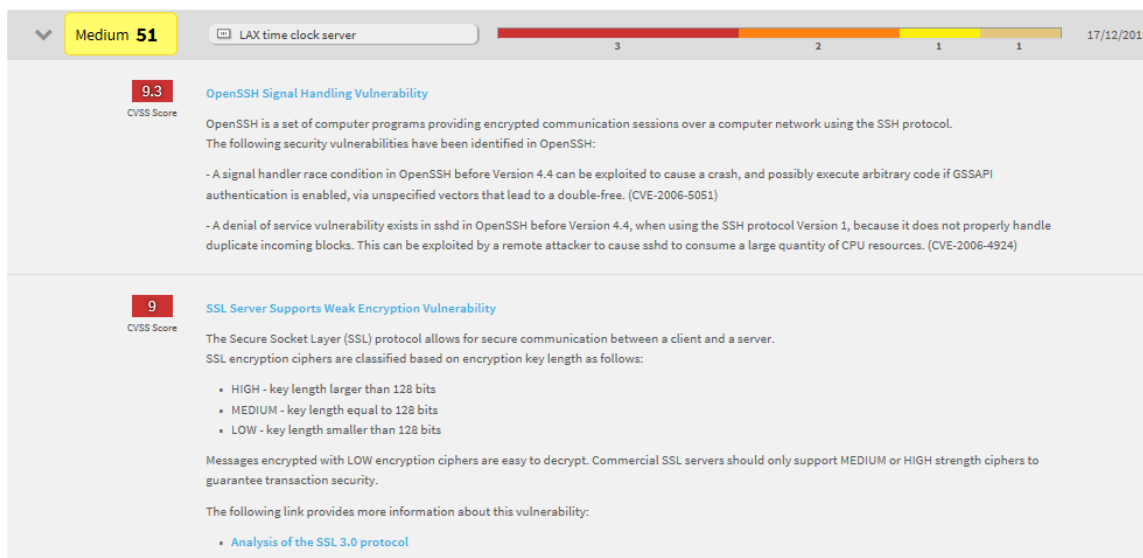 Medium 51
LAX time clock server
3 2 1 1
9.3
CVSS Score
OpenSSH Signal Handling Vulnerability
OpenSSH is a set of computer programs providing encrypted communication sessions over a computer network using the SSH protocol.
The following security vulnerabilities have been identified in OpenSSH:
- A signal handler race condition in OpenSSH before Version 4.4 can be exploited to cause a crash, and possibly execute arbitrary code if GSSAPI
authentication is enabled, via unspecified vectors that lead to a double-free. (CVE-2006-5051)
- A denial of service vulnerability exists in sshd in OpenSSH before Version 4.4, when using the SSH protocol Version 1, because it does not properly handle
duplicate incoming blocks. This can be exploited by a remote attacker to cause sshd to consume a large quantity of CPU resources. (CVE-2006-4924)
9
CVSS Score
SSL Server Supports Weak Encryption Vulnerability
The Secure Socket Layer (SSL) protocol allows for secure communication between a client and a server.
SSL encryption ciphers are classified based on encryption key length as follows:
• HIGH - key length larger than 128 bits
• MEDIUM - key length equal to 128 bits
• LOW - key length smaller than 128 bits
Messages encrypted with LOW encryption ciphers are easy to decrypt. Commercial SSL servers should only support MEDIUM or HIGH strength ciphers to
guarantee transaction security.
The following link provides more information about this vulnerability:
• Analysis of the SSL 3.0 protocol